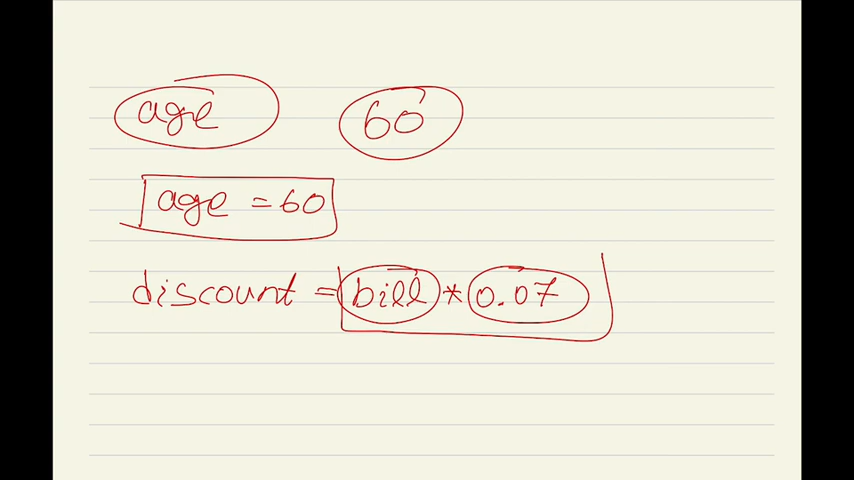 age 60
age = 60
discount = bill * 0.07